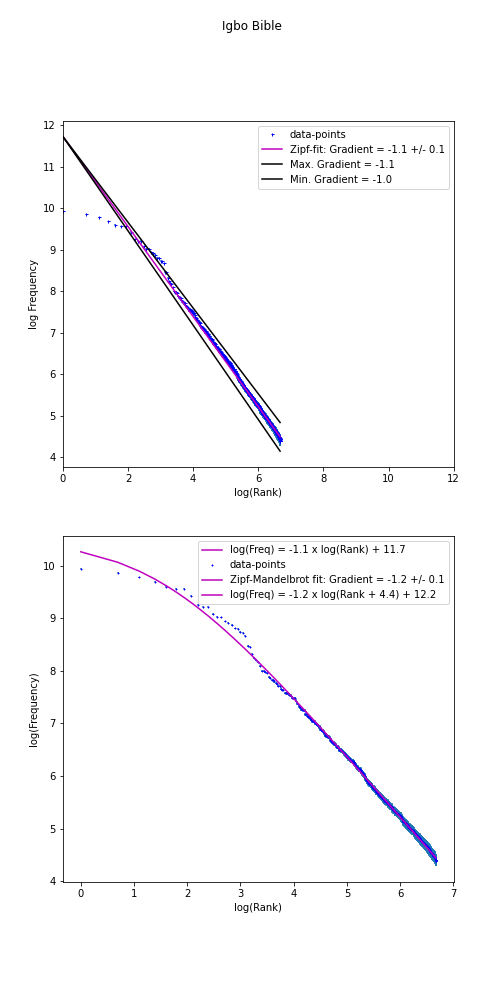 Igbo Bible
12
11
10
9
8
7
6
5
4
log Frequency
data-points
Zipf-fit: Gradient = -1.1 +/- 0.1
Max. Gradient = -1.1
Min. Gradient = -1.0
0 2 4 6 8 10 12
log(Rank)
10
9
8
7
6
5
4
log(Frequency)
log(Freq) = -1.1 x log(Rank) + 11.7
data-points
Zipf-Mandelbrot fit: Gradient = -1.2 +/- 0.1
log(Freq) = -1.2 x log(Rank + 4.4) + 12.2
0 1 2 3 4 5 6 7
log(Rank)